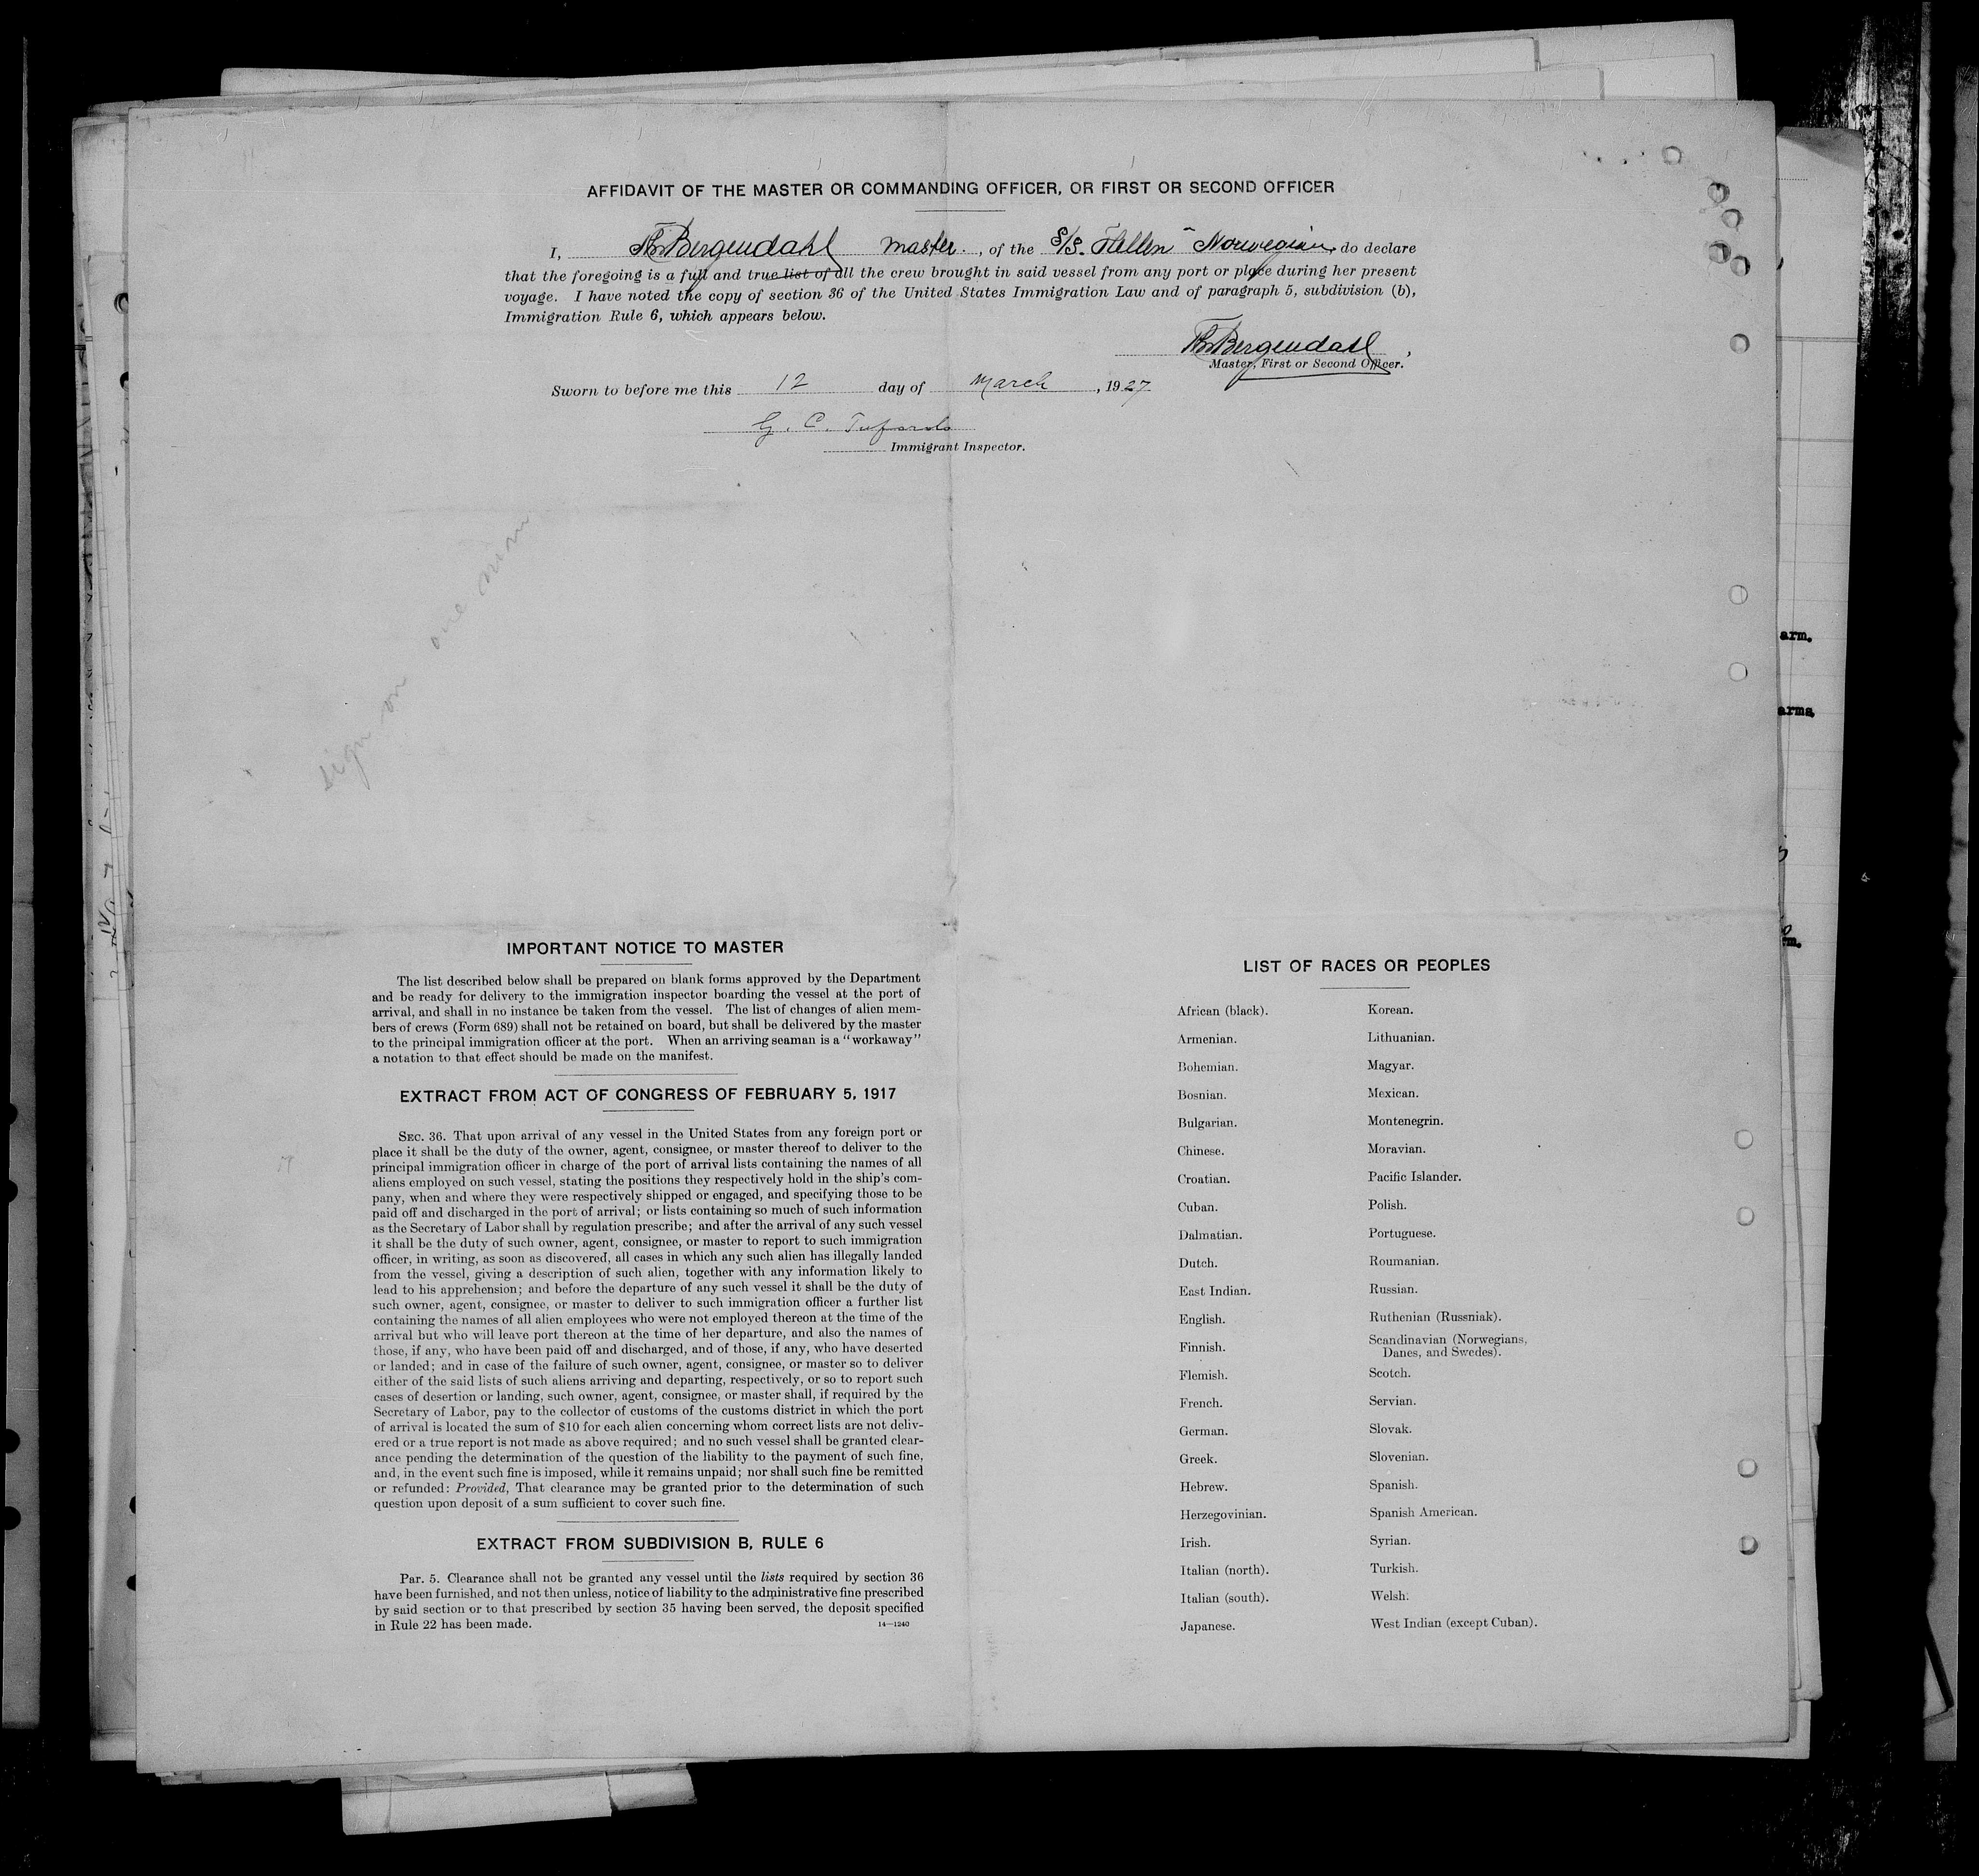 AFFIDAVIT OF THE MASTER OR COMMANDING OFFICER, OR FIRST OR SECOND OFFICER
I, Bergendahl master, of the S/S. Norwegian, do declare
that the foregoing is a full and true list of all the crew brought in said vessel from any port or place during her present
voyage. I have noted the copy of section 36 of the United States Immigration Law and of paragraph 5, subdivision (b),
Immigration Rule 6, which appears below.
Bergendahl,
Master, First or Second Officer.
Sworn to before me this 12 day of March, 1927
G. C.
Immigrant Inspector.
sign on one man
IMPORTANT NOTICE TO MASTER
The list described below shall be prepared on blank forms approved by the Department
and be ready for delivery to the immigration inspector boarding the vessel at the port of
arrival, and shall in no instance be taken from the vessel. The list of changes of alien mem-
bers of crews (Form 689) shall not be retained on board, but shall be delivered by the master
to the principal immigration officer at the port. When an arriving seaman is a "workaway"
a notation to that effect should be made on the manifest.
EXTRACT FROM ACT OF CONGRESS OF FEBRUARY 5, 1917
SEC. 36. That upon arrival of any vessel in the United States from any foreign port or
place it shall be the duty of the owner, agent, consignee, or master thereof to deliver to the
principal immigration officer in charge of the port of arrival lists containing the names of all
aliens employed on such vessel, stating the positions they respectively hold in the ship's com-
pany, when and where they were respectively shipped or engaged, and specifying those to be
paid off and discharged in the port of arrival; or lists containing so much of such information
as the Secretary of Labor shall by regulation prescribe; and after the arrival of any such vessel
it shall be the duty of such owner, agent, consignee, or master to report to such immigration
officer, in writing, as soon as discovered, all cases in which any such alien has illegally landed
from the vessel, giving a description of such alien, together with any information likely to
lead to his apprehension; and before the departure of any such vessel it shall be the duty of
such owner, agent, consignee, or master to deliver to such immigration officer a further list
containing the names of all alien employees who were not employed thereon at the time of the
arrival but who will leave port thereon at the time of her departure, and also the names of
those, if any, who have been paid off and discharged, and of those, if any, who have deserted
or landed; and in case of the failure of such owner, agent, consignee, or master so to deliver
either of the said lists of such aliens arriving and departing, respectively, or so to report such
cases of desertion or landing, such owner, agent, consignee, or master shall, if required by the
Secretary of Labor, pay to the collector of customs of the customs district in which the port
of arrival is located the sum of $10 for each alien concerning whom correct lists are not deliv-
ered or a true report is not made as above required; and no such vessel shall be granted clear-
ance pending the determination of the question of the liability to the payment of such fine,
and, in the event such fine is imposed, while it remains unpaid; nor shall such fine be remitted
or refunded: Provided, That clearance may be granted prior to the determination of such
question upon deposit of a sum sufficient to cover such fine.
EXTRACT FROM SUBDIVISION B, RULE 6
Par. 5. Clearance shall not be granted any vessel until the lists required by section 36
have been furnished, and not then unless, notice of liability to the administrative fine prescribed
by said section or to that prescribed by section 35 having been served, the deposit specified
in Rule 22 has been made.
14—1240
LIST OF RACES OR PEOPLES
African (black).
Armenian.
Bohemian.
Bosnian.
Bulgarian.
Chinese.
Croatian.
Cuban.
Dalmatian.
Dutch.
East Indian.
English.
Finnish.
Flemish.
French.
German.
Greek.
Hebrew.
Herzegovinian.
Irish.
Italian (north).
Italian (south).
Japanese.
Korean.
Lithuanian.
Magyar.
Mexican.
Montenegrin.
Moravian.
Pacific Islander.
Polish.
Portuguese.
Roumanian.
Russian.
Ruthenian (Russniak).
Scandinavian (Norwegians,
Danes, and Swedes).
Scotch.
Servian.
Slovak.
Slovenian.
Spanish.
Spanish American.
Syrian.
Turkish.
Welsh.
West Indian (except Cuban).
arm.
arms